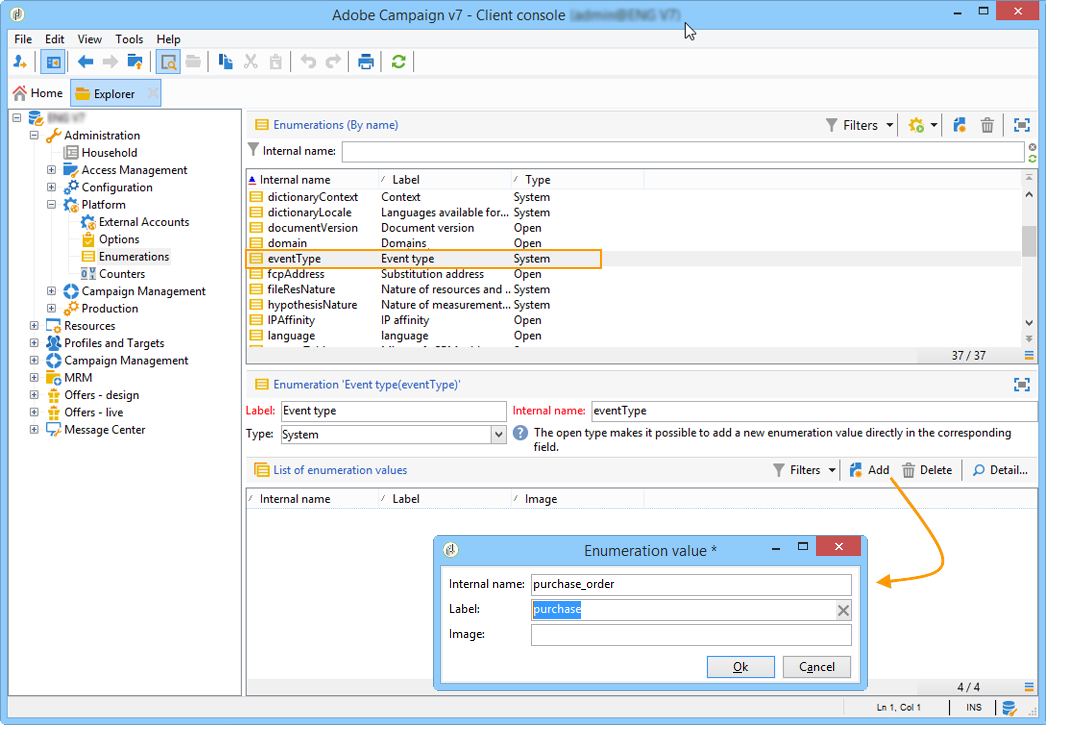 Adobe Campaign v7 - Client console
File Edit View Tools Help
Home Explorer
Administration
Household
Access Management
Configuration
Platform
External Accounts
Options
Enumerations
Counters
Campaign Management
Production
Resources
Profiles and Targets
Campaign Management
MRM
Offers - design
Offers - live
Message Center
Enumerations (By name) Filters
Internal name:
Internal name Label Type
dictionaryContext Context System
dictionaryLocale Languages available for... System
documentVersion Document version Open
domain Domains Open
eventType Event type System
fcpAddress Substitution address Open
fileResNature Nature of resources and .. System
hypothesisNature Nature of measurement... System
IPAffinity IP affinity Open
language language Open
37 / 37
Enumeration 'Event type(eventType)'
Label: Event type Internal name: eventType
Type: System The open type makes it possible to add a new enumeration value directly in the corresponding
field.
List of enumeration values Filters Add Delete Detail...
Internal name Label Image
Enumeration value *
Internal name: purchase_order
Label: purchase
Image:
Ok Cancel
4 / 4
Ln 1, Col 1 INS